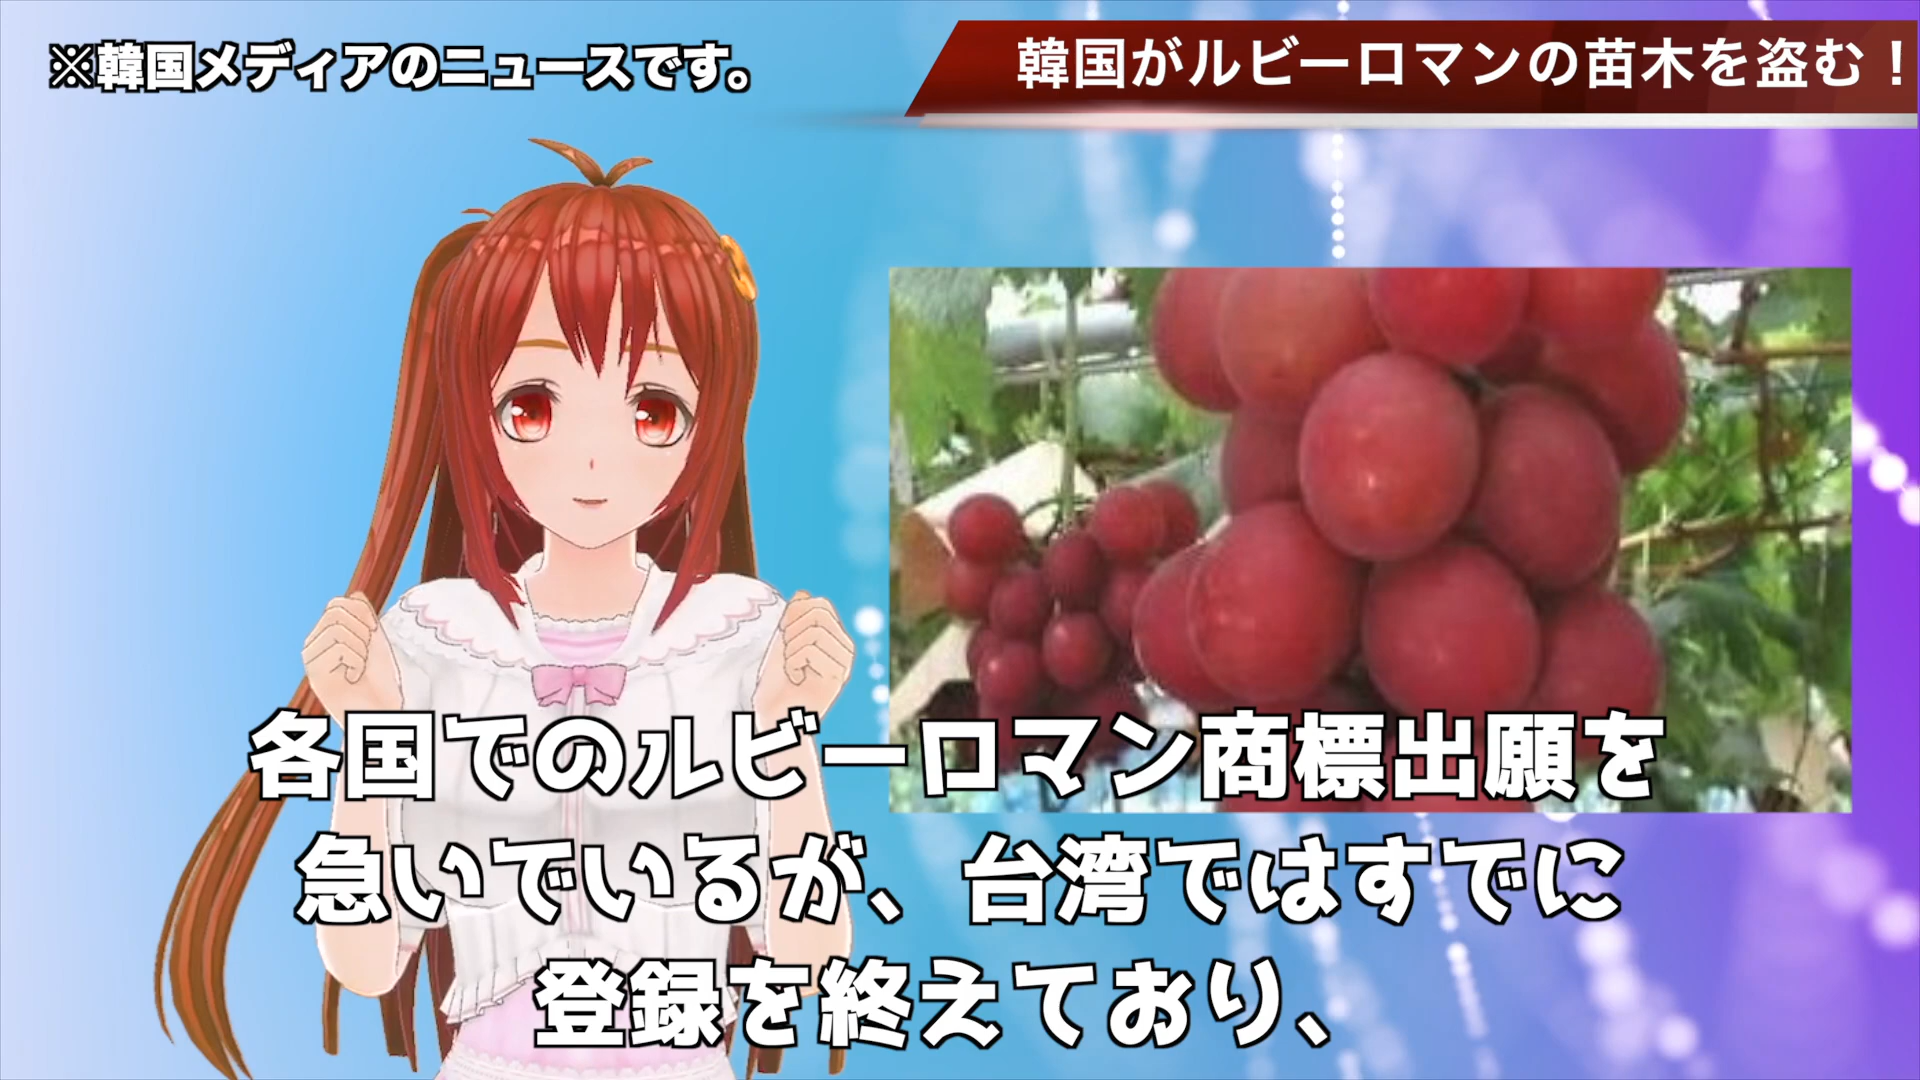 ※韓国メディアのニュースです。
韓国がルビーロマンの苗木を盗む！
各国でのルビーロマン商標出願を
急いでいるが、台湾ではすでに
登録を終えており、